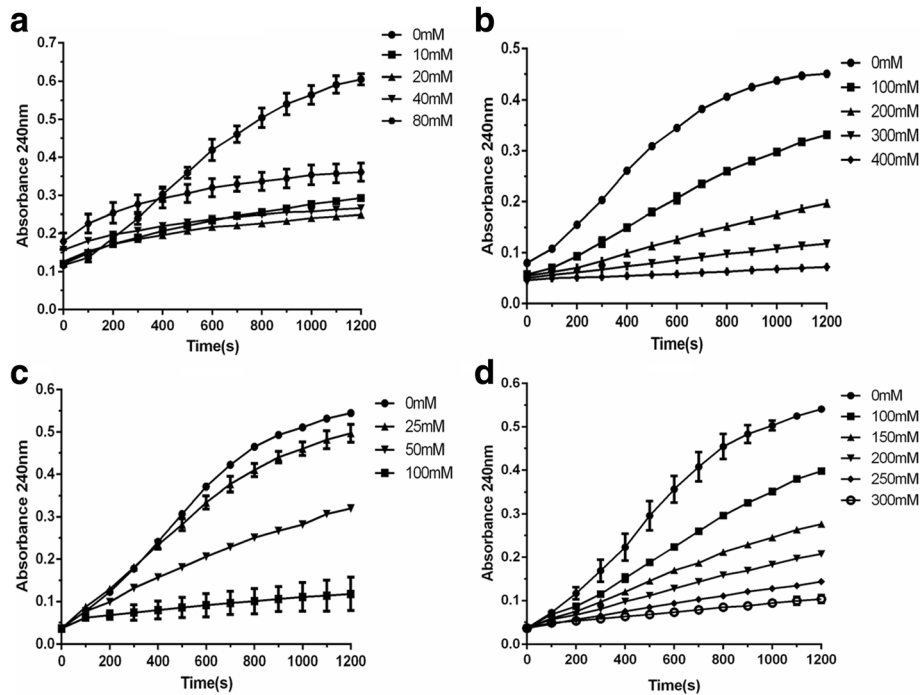 a
0mM
10mM
20mM
40mM
80mM
Absorbance 240nm
0.7
0.6
0.5
0.4
0.3
0.2
0.1
0.0
0 200 400 600 800 1000 1200
Time(s)
b
0mM
100mM
200mM
300mM
400mM
Absorbance 240nm
0.5
0.4
0.3
0.2
0.1
0.0
0 200 400 600 800 1000 1200
Time(s)
c
0mM
25mM
50mM
100mM
Absorbance 240nm
0.6
0.5
0.4
0.3
0.2
0.1
0.0
0 200 400 600 800 1000 1200
Time(s)
d
0mM
100mM
150mM
200mM
250mM
300mM
Absorbance 240nm
0.6
0.5
0.4
0.3
0.2
0.1
0.0
0 200 400 600 800 1000 1200
Time(s)